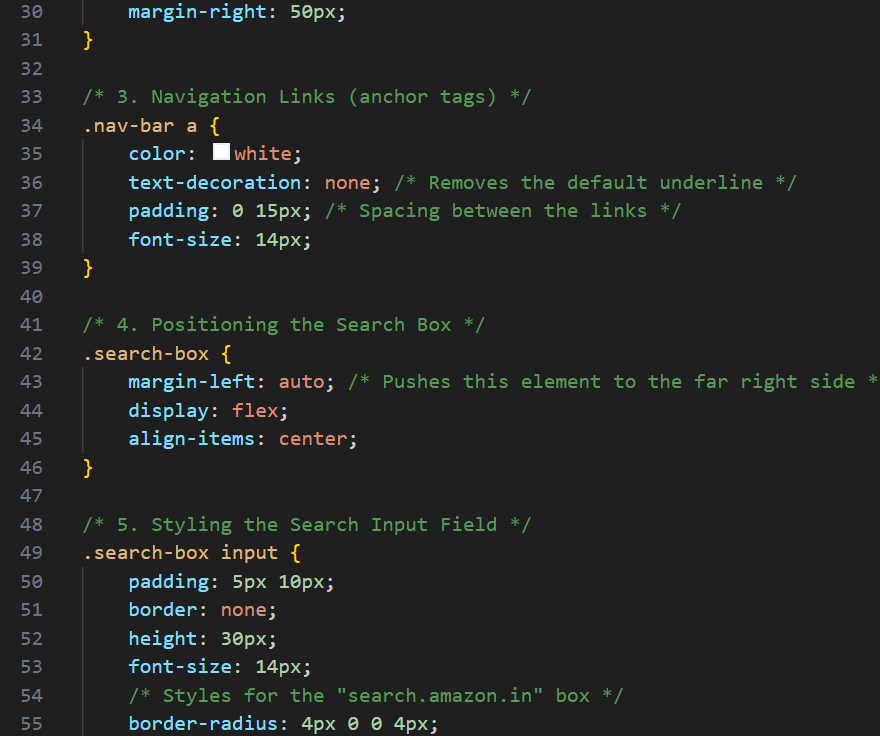 30 margin-right: 50px;
31 }
32
33 /* 3. Navigation Links (anchor tags) */
34 .nav-bar a {
35 color: white;
36 text-decoration: none; /* Removes the default underline */
37 padding: 0 15px; /* Spacing between the links */
38 font-size: 14px;
39 }
40
41 /* 4. Positioning the Search Box */
42 .search-box {
43 margin-left: auto; /* Pushes this element to the far right side *
44 display: flex;
45 align-items: center;
46 }
47
48 /* 5. Styling the Search Input Field */
49 .search-box input {
50 padding: 5px 10px;
51 border: none;
52 height: 30px;
53 font-size: 14px;
54 /* Styles for the "search.amazon.in" box */
55 border-radius: 4px 0 0 4px;